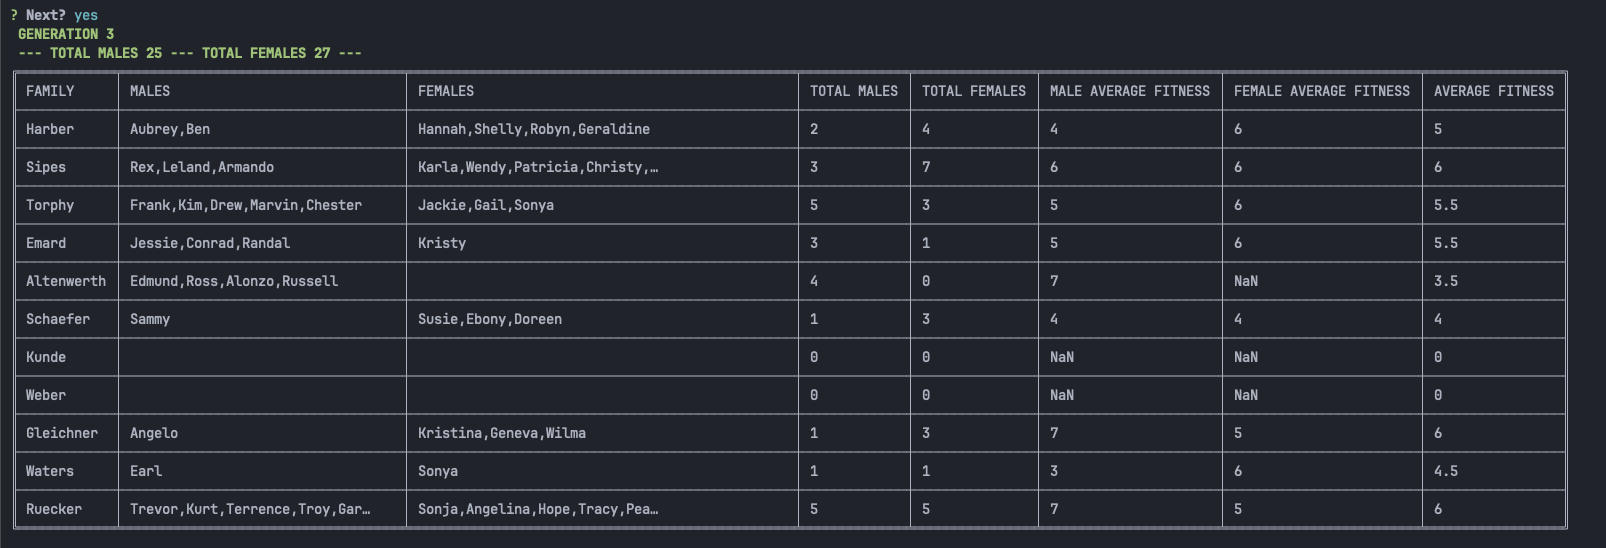 ? Next? yes
GENERATION 3
--- TOTAL MALES 25 --- TOTAL FEMALES 27 ---
FAMILY MALES FEMALES TOTAL MALES TOTAL FEMALES MALE AVERAGE FITNESS FEMALE AVERAGE FITNESS AVERAGE FITNESS
Harber Aubrey,Ben Hannah,Shelly,Robyn,Geraldine 2 4 4 6 5
Sipes Rex,Leland,Armando Karla,Wendy,Patricia,Christy,… 3 7 6 6 6
Torphy Frank,Kim,Drew,Marvin,Chester Jackie,Gail,Sonya 5 3 5 6 5.5
Emard Jessie,Conrad,Randal Kristy 3 1 5 6 5.5
Altenwerth Edmund,Ross,Alonzo,Russell 4 0 7 NaN 3.5
Schaefer Sammy Susie,Ebony,Doreen 1 3 4 4 4
Kunde 0 0 NaN NaN 0
Weber 0 0 NaN NaN 0
Gleichner Angelo Kristina,Geneva,Wilma 1 3 7 5 6
Waters Earl Sonya 1 1 3 6 4.5
Ruecker Trevor,Kurt,Terrence,Troy,Gar… Sonja,Angelina,Hope,Tracy,Pea… 5 5 7 5 6